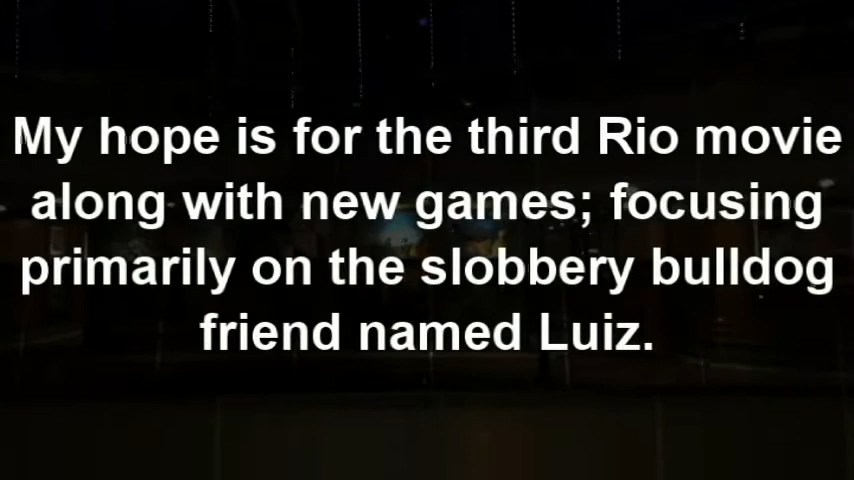 My hope is for the third Rio movie
along with new games; focusing
primarily on the slobbery bulldog
friend named Luiz.